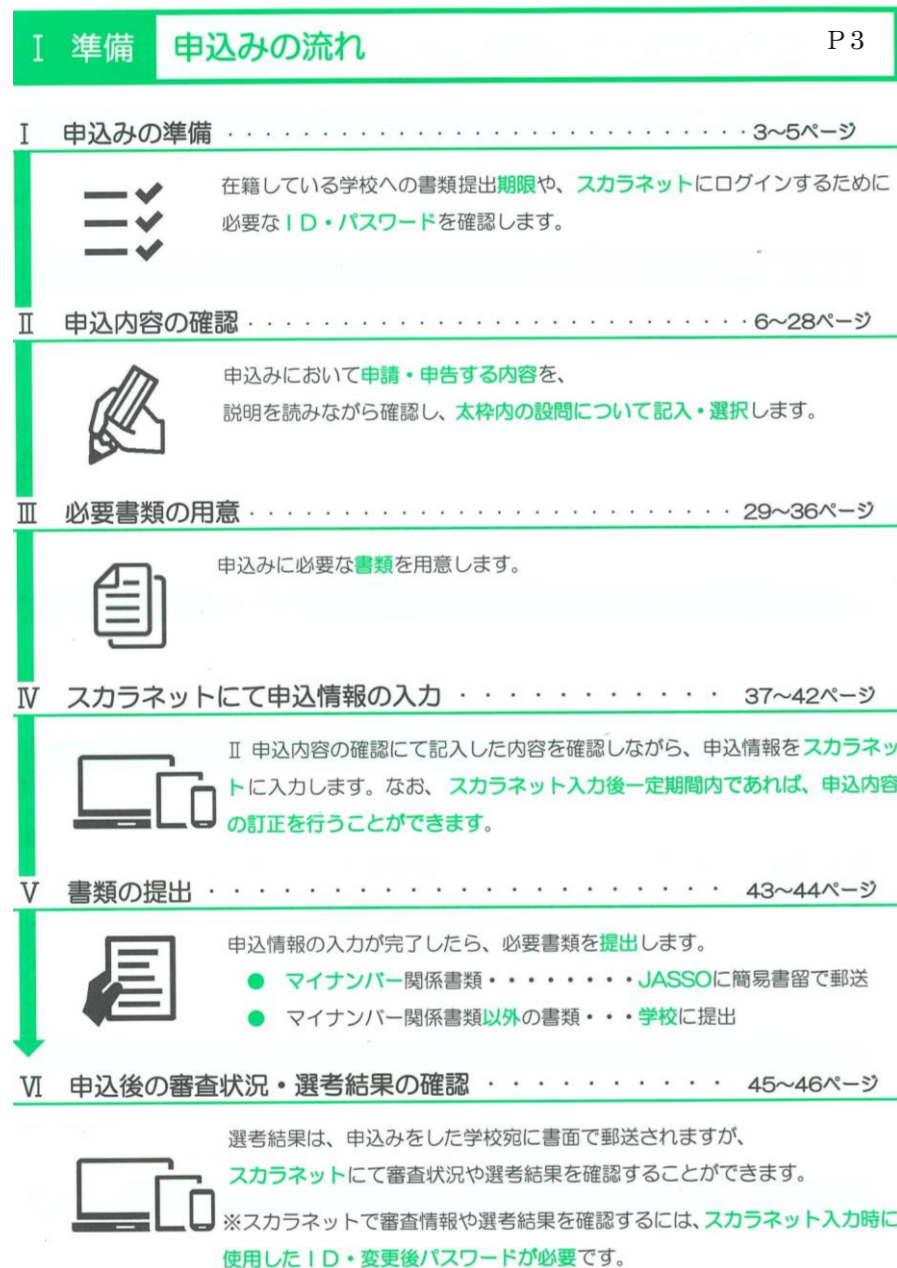 Ⅰ 準備 申込みの流れ P3
Ⅰ 申込みの準備 ・・・・・・・・・・・・・・・・・・・・・・・・・・・・ 3~5ページ
在籍している学校への書類提出期限や、スカラネットにログインするために
必要なID・パスワードを確認します。
Ⅱ 申込内容の確認 ・・・・・・・・・・・・・・・・・・・・・・・・・・・ 6~28ページ
申込みにおいて申請・申告する内容を、
説明を読みながら確認し、太枠内の設問について記入・選択します。
Ⅲ 必要書類の用意 ・・・・・・・・・・・・・・・・・・・・・・・・・・ 29~36ページ
申込みに必要な書類を用意します。
Ⅳ スカラネットにて申込情報の入力 ・・・・・・・・・・・・ 37~42ページ
Ⅱ 申込内容の確認にて記入した内容を確認しながら、申込情報をスカラネッ
トに入力します。なお、スカラネット入力後一定期間内であれば、申込内容
の訂正を行うことができます。
Ⅴ 書類の提出 ・・・・・・・・・・・・・・・・・・・・・・ 43~44ページ
申込情報の入力が完了したら、必要書類を提出します。
● マイナンバー関係書類・・・・・・・・JASSOに簡易書留で郵送
● マイナンバー関係書類以外の書類・・・学校に提出
Ⅵ 申込後の審査状況・選考結果の確認 ・・・・・・・・・・・ 45~46ページ
選考結果は、申込みをした学校宛に書面で郵送されますが、
スカラネットにて審査状況や選考結果を確認することができます。
※スカラネットで審査情報や選考結果を確認するには、スカラネット入力時に
使用したID・変更後パスワードが必要です。